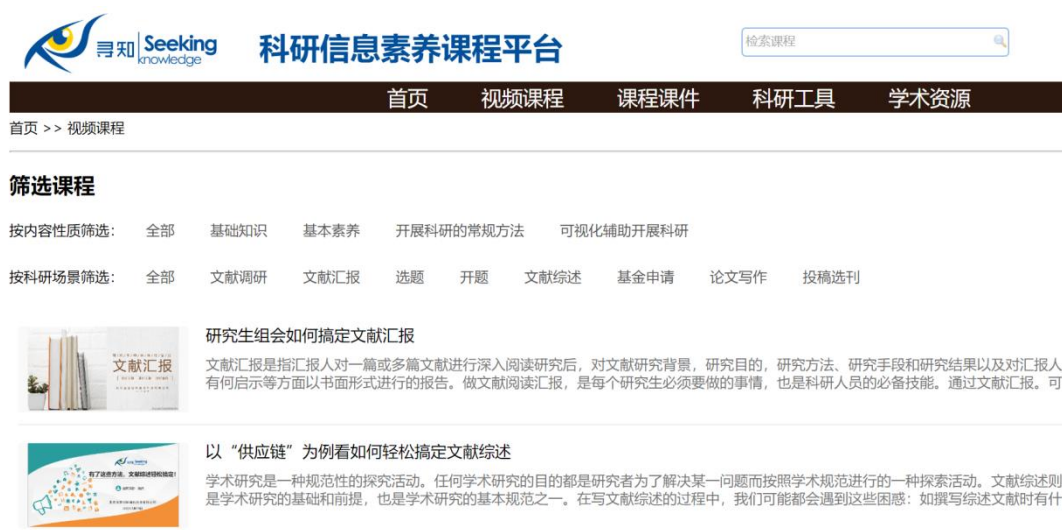 寻知 Seeking knowledge
科研信息素养课程平台
检索课程
首页 视频课程 课程课件 科研工具 学术资源
首页 >> 视频课程
筛选课程
按内容性质筛选： 全部 基础知识 基本素养 开展科研的常规方法 可视化辅助开展科研
按科研场景筛选： 全部 文献调研 文献汇报 选题 开题 文献综述 基金申请 论文写作 投稿选刊
文献汇报
研究生组会如何搞定文献汇报
文献汇报是指汇报人对一篇或多篇文献进行深入阅读研究后，对文献研究背景，研究目的，研究方法、研究手段和研究结果以及对汇报人
有何启示等方面以书面形式进行的报告。做文献阅读汇报，是每个研究生必须要做的事情，也是科研人员的必备技能。通过文献汇报。可
有了这点方法，文献综述轻松搞定！
以“供应链”为例看如何轻松搞定文献综述
学术研究是一种规范性的探究活动。任何学术研究的目的都是研究者为了解决某一问题而按照学术规范进行的一种探索活动。文献综述则
是学术研究的基础和前提，也是学术研究的基本规范之一。在写文献综述的过程中，我们可能都会遇到这些困惑：如撰写综述文献时有什